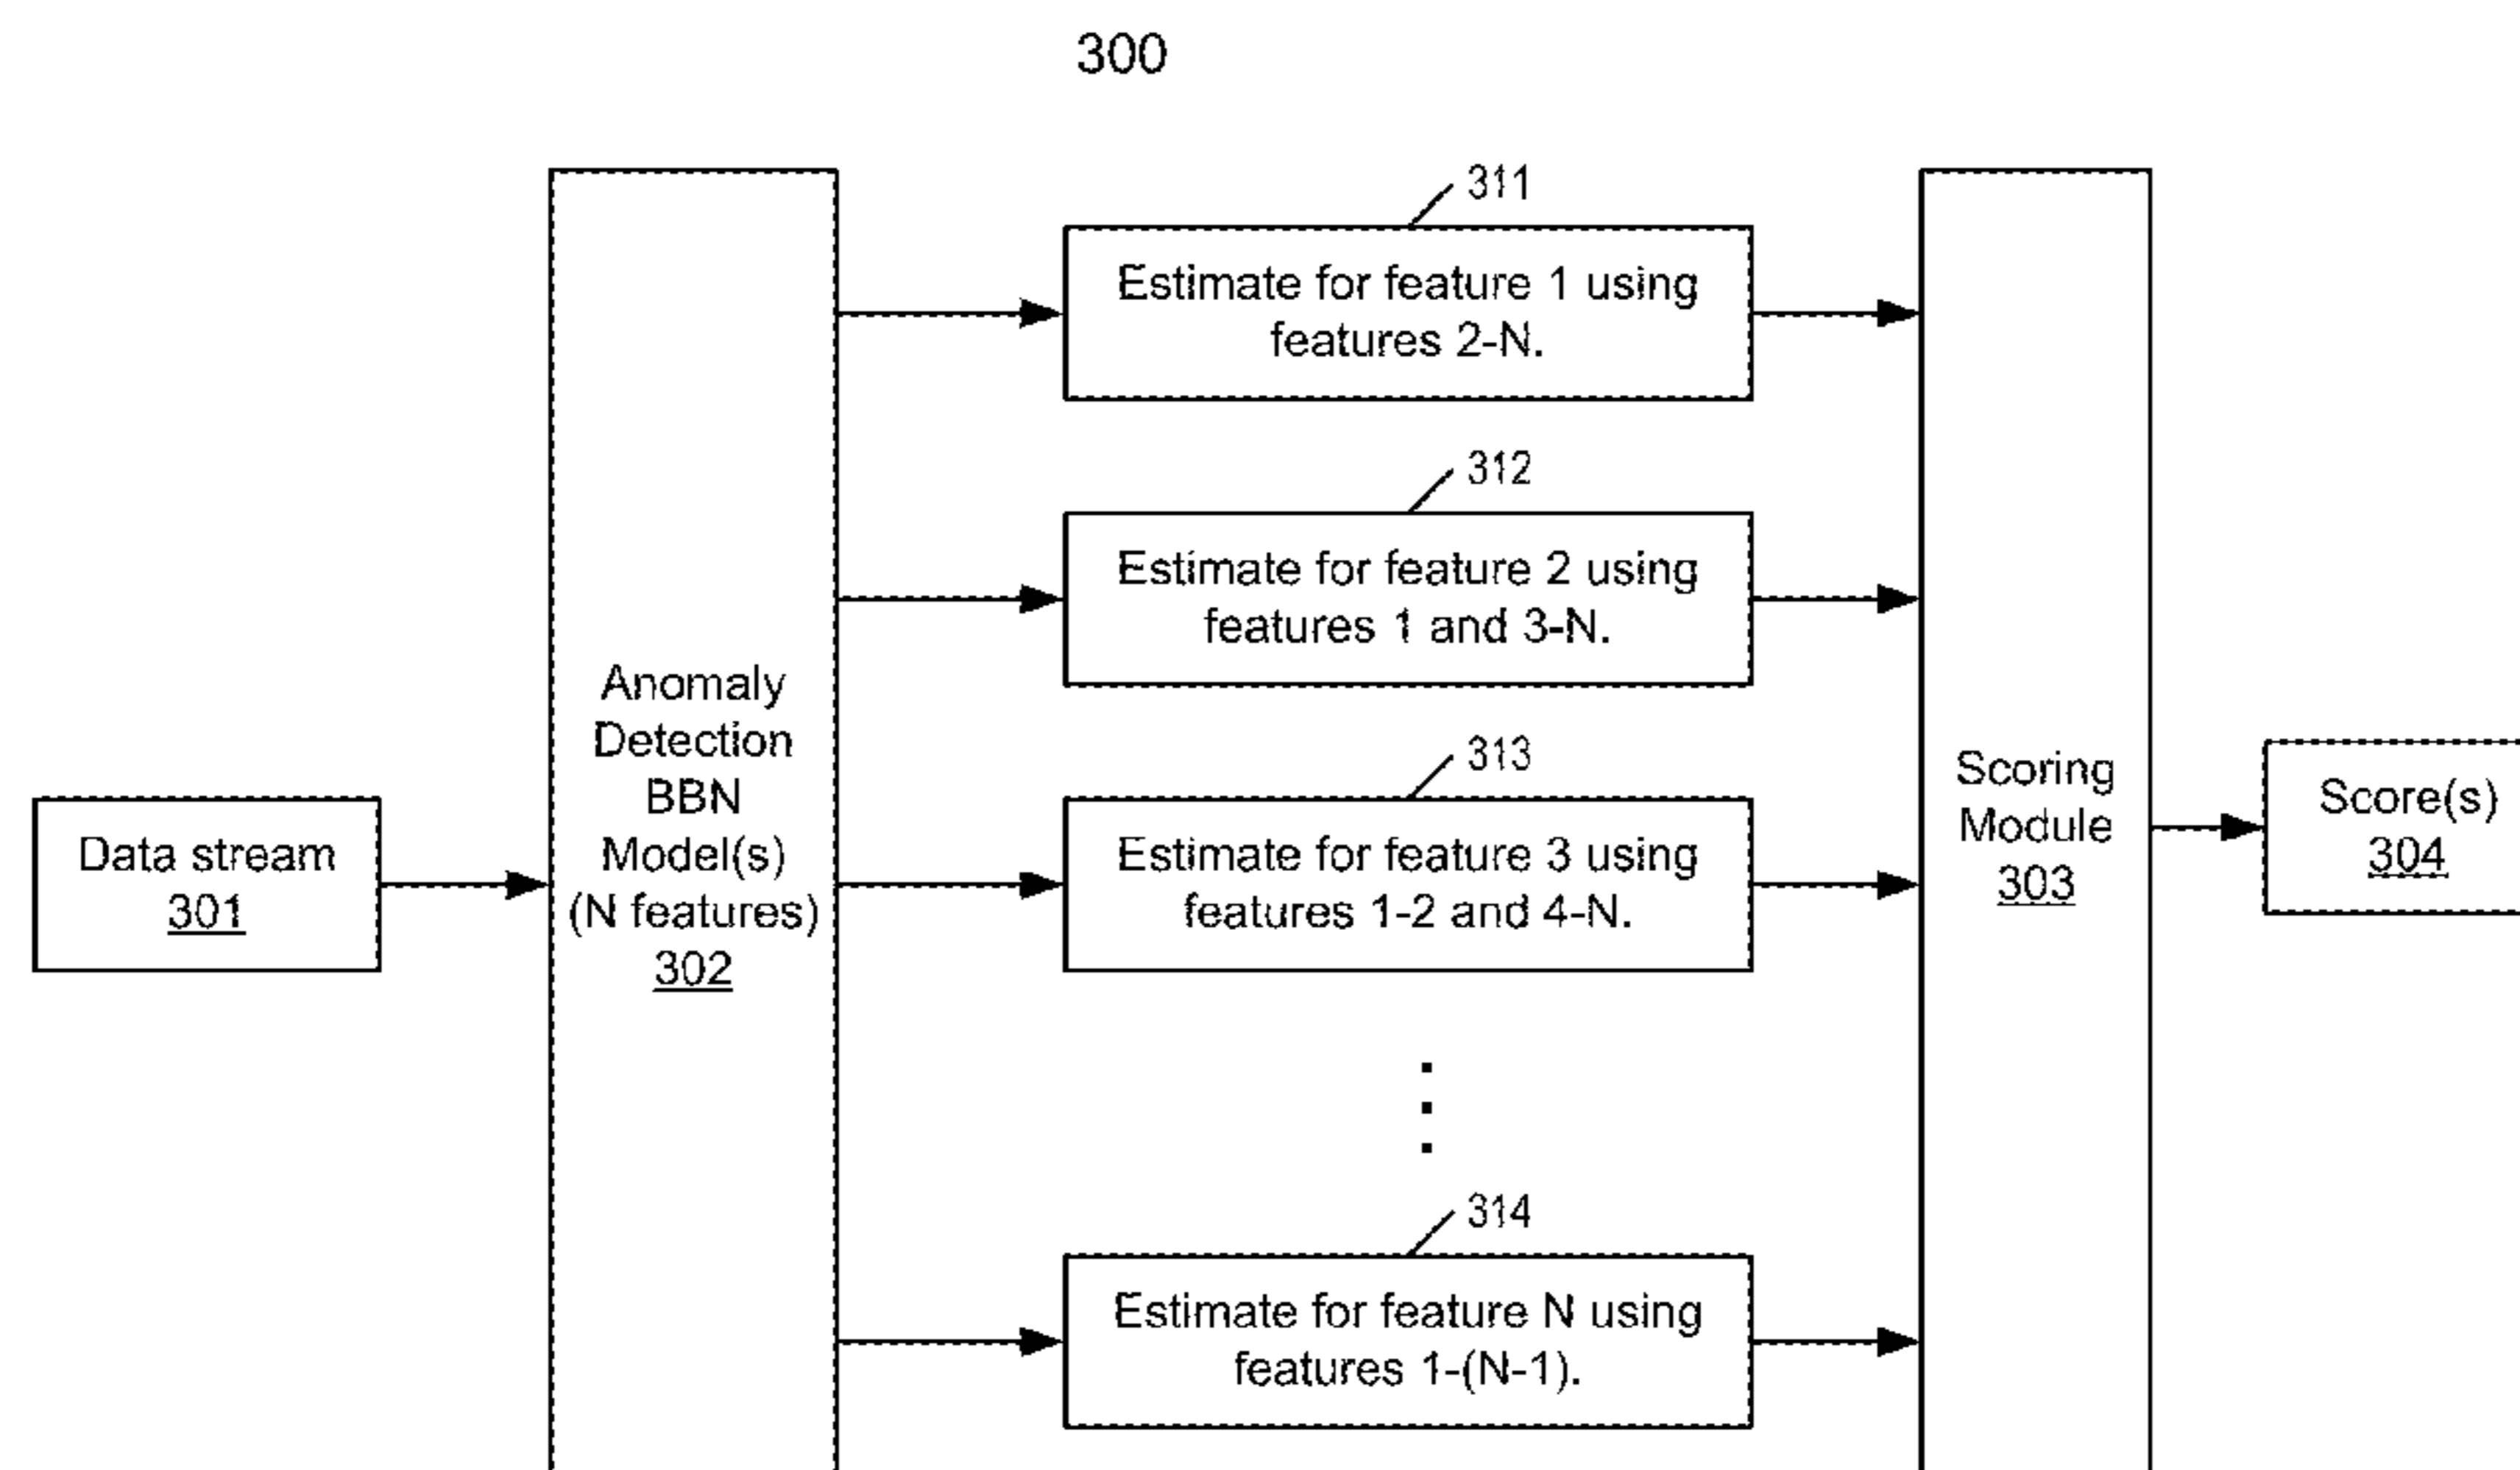 300
311
Estimate for feature 1 using
features 2-N.
312
Estimate for feature 2 using
features 1 and 3-N.
Anomaly
Detection
BBN
Model(s)
(N features)
302
313
Scoring
Module
303
Score(s)
304
Data stream
301
Estimate for feature 3 using
features 1-2 and 4-N.
314
Estimate for feature N using
features 1-(N-1).